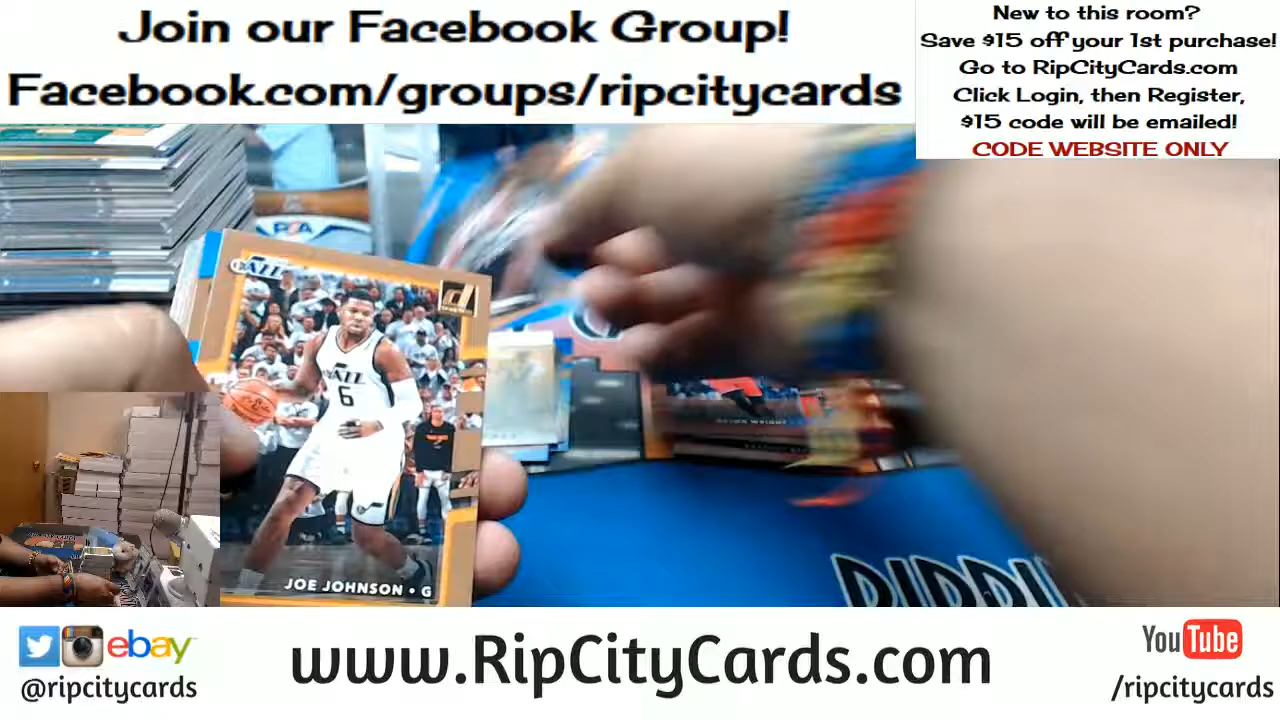 Join our Facebook Group!
Facebook.com/groups/ripcitycards
New to this room?
Save $15 off your 1st purchase!
Go to RipCityCards.com
Click Login, then Register,
$15 code will be emailed!
CODE WEBSITE ONLY
6
JOE JOHNSON • G
ebay
@ripcitycards
www.RipCityCards.com
YouTube
/ripcitycards